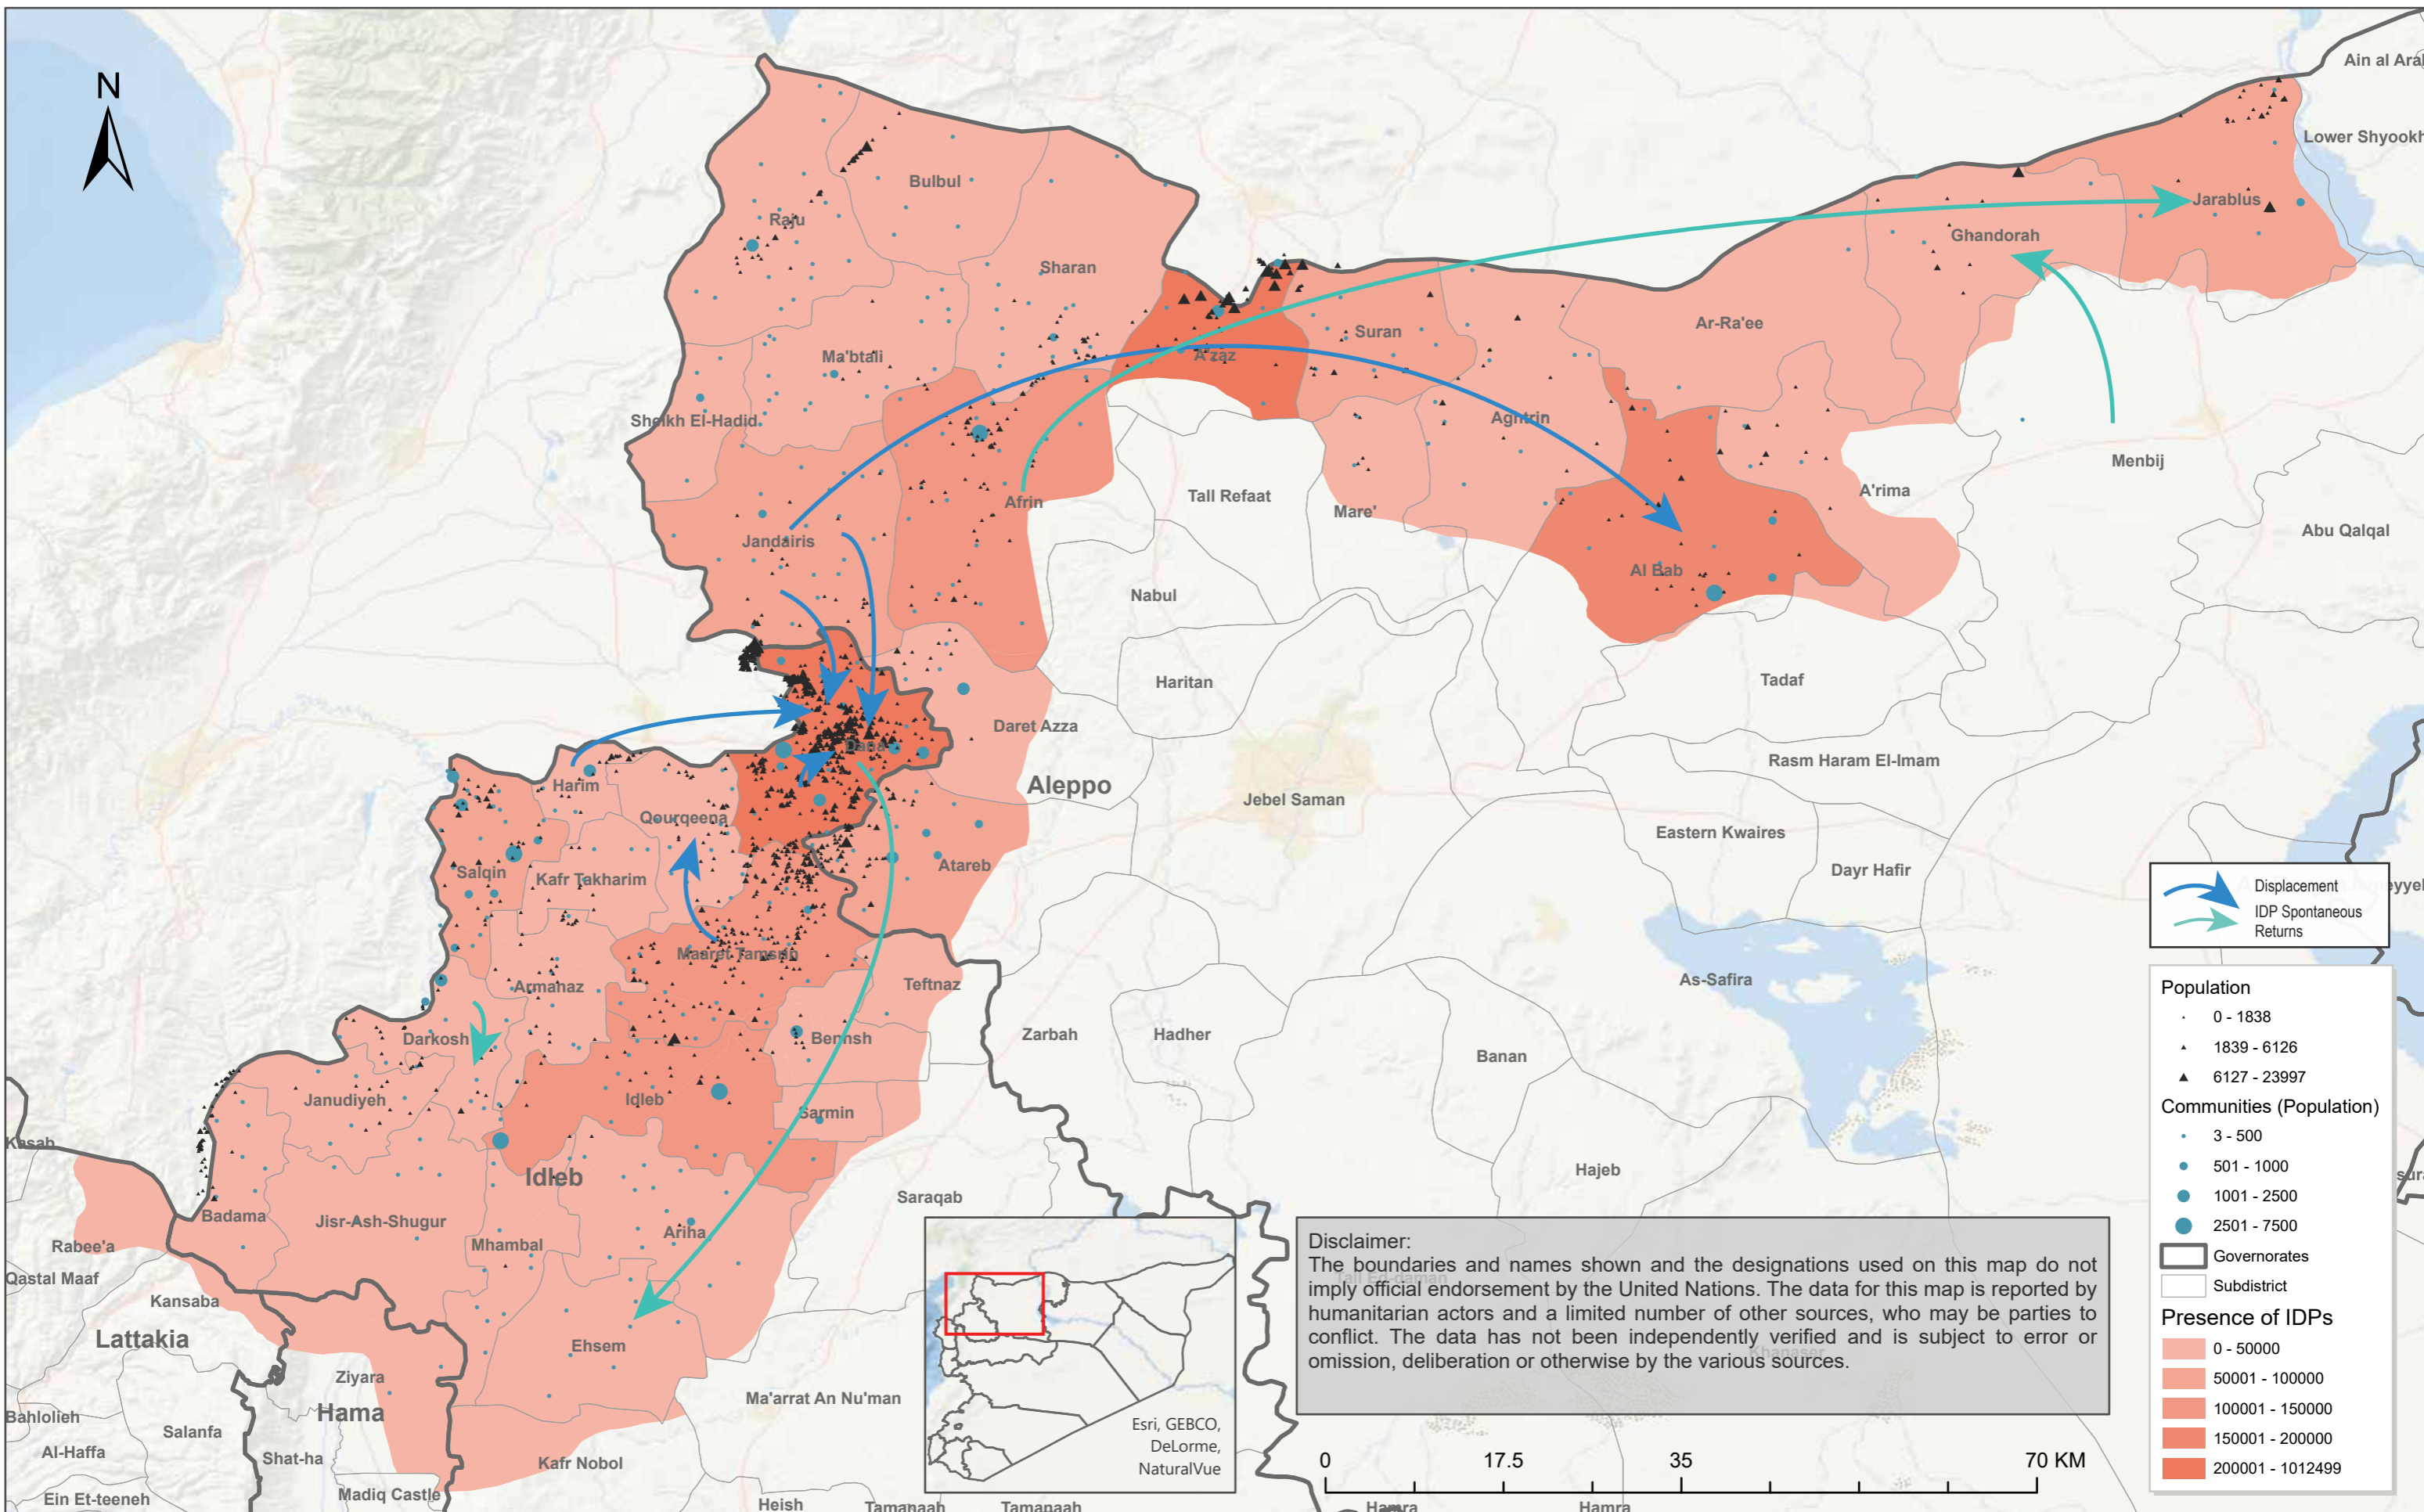 N
Ain al Ara
Lower Shyookh
Bulbul
Raju
Jarablus
Ghandorah
Sharan
Ar-Ra'ee
Suran
A'zaz
Ma'btali
Sheikh El-Hadid
Aghtrin
Menbij
A'rima
Tall Refaat
Afrin
Mare'
Abu Qalqal
Jandairis
Al Bab
Nabul
Tadaf
Haritan
Daret Azza
Dana
Rasm Haram El-Imam
Aleppo
Harim
Jebel Saman
Qourqeena
Eastern Kwaires
Salqin
Kafr Takharim
Atareb
Dayr Hafir
Displacement
IDP Spontaneous
Returns
Maaret Tamsrin
Armanaz
Teftnaz
As-Safira
Darkosh
Bennsh
Zarbah
Hadher
Banan
Janudiyeh
Idleb
Sarmin
Kasab
Idleb
Hajeb
Saraqab
Badama
Jisr-Ash-Shugur
Ariha
Mhambal
Rabee'a
Qastal Maaf
Kansaba
Lattakia
Ehsem
Ziyara
Hama
Ma'arrat An Nu'man
Bahlolieh
Salanfa
Al-Haffa
Shat-ha
Kafr Nobol
Madiq Castle
Ein Et-teeneh
Heish
Tamanaah
Tamanaah
Hamra
Hamra
Population
0 - 1838
1839 - 6126
6127 - 23997
Communities (Population)
3 - 500
501 - 1000
1001 - 2500
2501 - 7500
Governorates
Subdistrict
Presence of IDPs
0 - 50000
50001 - 100000
100001 - 150000
150001 - 200000
200001 - 1012499
Esri, GEBCO,
DeLorme,
NaturalVue
Tall Ed-daman
Khanaser
Disclaimer:
The boundaries and names shown and the designations used on this map do not
imply official endorsement by the United Nations. The data for this map is reported by
humanitarian actors and a limited number of other sources, who may be parties to
conflict. The data has not been independently verified and is subject to error or
omission, deliberation or otherwise by the various sources.
0 17.5 35 70 KM